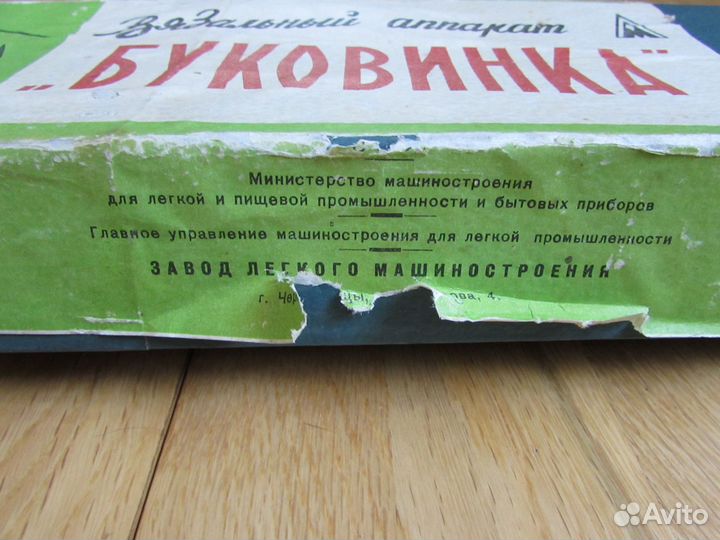 Вязальный аппарат
„БУКОВИНКА"
Министерство машиностроения
для легкой и пищевой промышленности и бытовых приборов
Главное управление машиностроения для легкой промышленности
ЗАВОД ЛЕГКОГО МАШИНОСТРОЕНИЯ
г. 4.
Avito